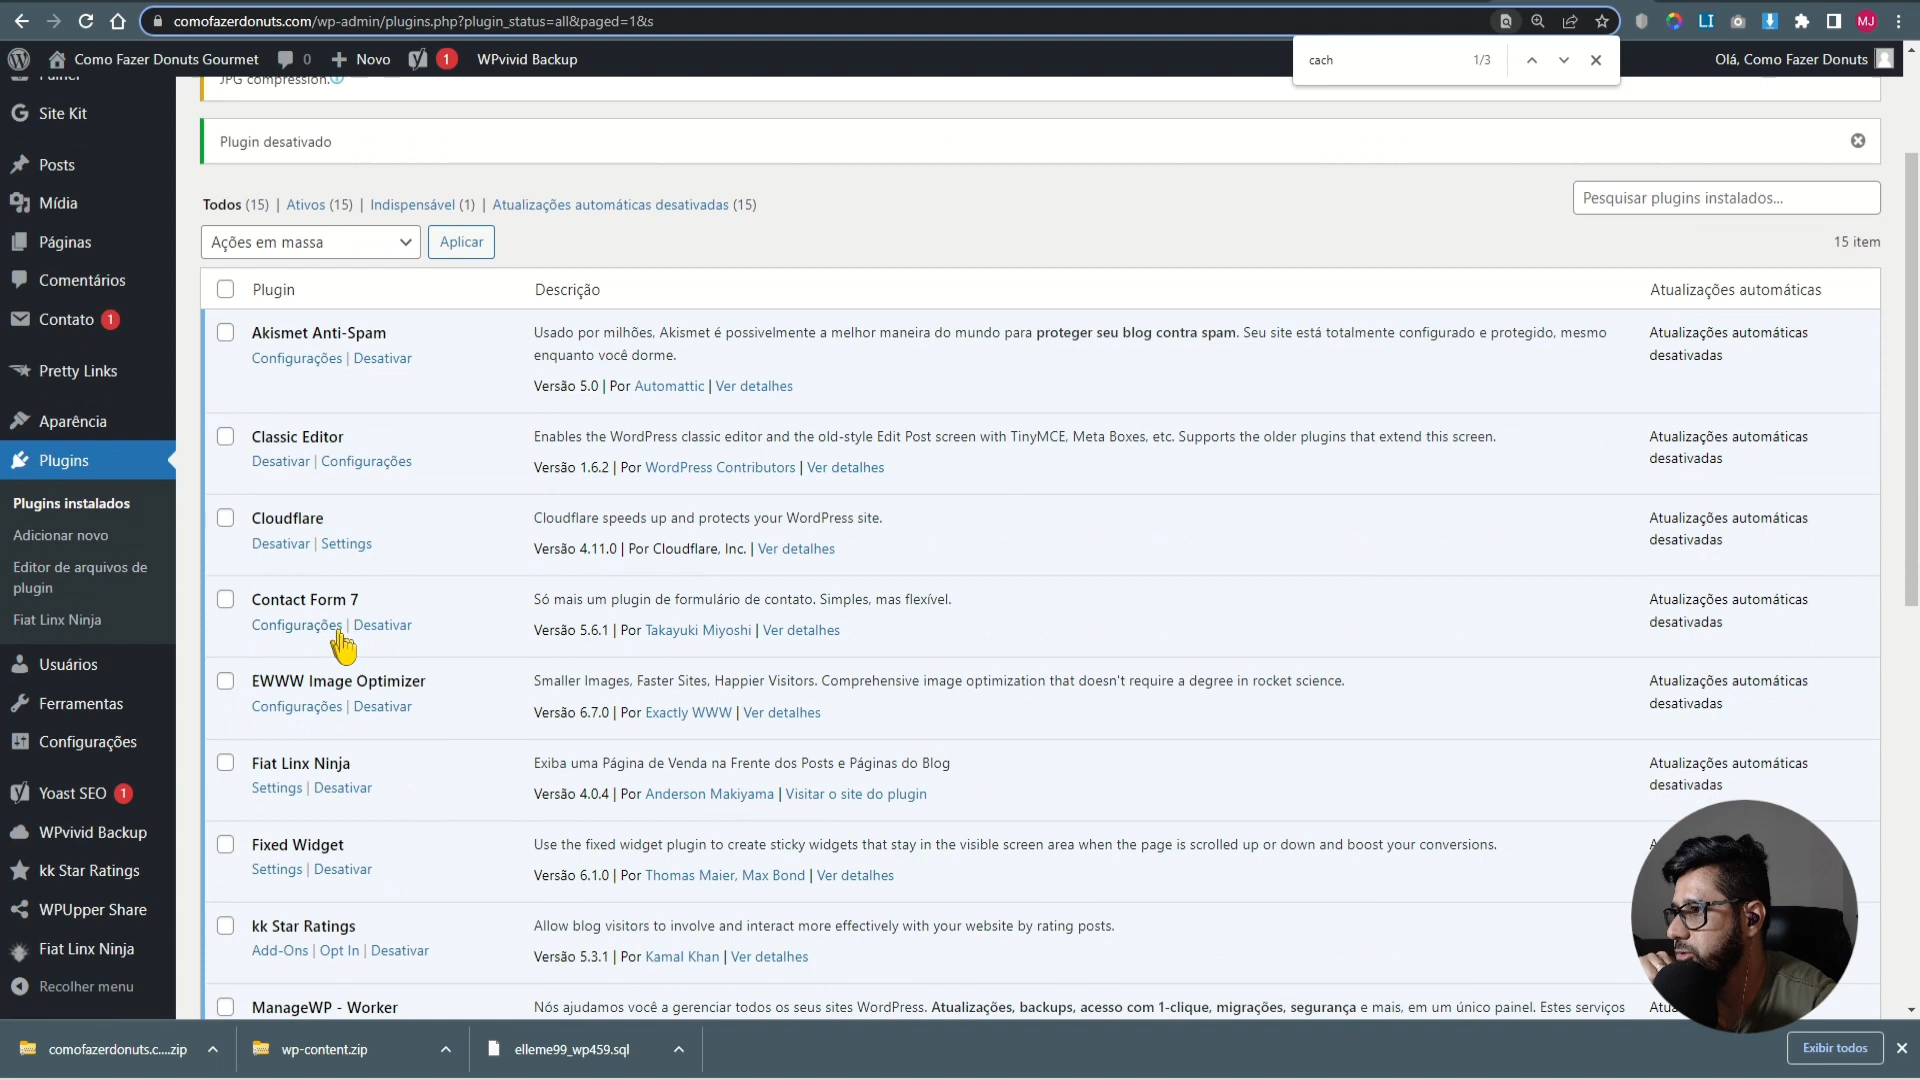 comofazerdonuts.com/wp-admin/plugins.php?plugin_status=all&paged=1&s
LI
MJ
Como Fazer Donuts Gourmet
0
Novo
1
WPvivid Backup
cach
1/3
Olá, Como Fazer Donuts
Painel
Site Kit
Posts
Mídia
Páginas
Comentários
Contato 1
Pretty Links
Aparência
Plugins
Plugins instalados
Adicionar novo
Editor de arquivos de
plugin
Fiat Linx Ninja
Usuários
Ferramentas
Configurações
Yoast SEO 1
WPvivid Backup
kk Star Ratings
WPUpper Share
Fiat Linx Ninja
Recolher menu
JPG compression.
Plugin desativado
Todos (15) | Ativos (15) | Indispensável (1) | Atualizações automáticas desativadas (15)
Pesquisar plugins instalados...
Ações em massa
Aplicar
15 item
Plugin
Descrição
Atualizações automáticas
Akismet Anti-Spam
Configurações | Desativar
Usado por milhões, Akismet é possivelmente a melhor maneira do mundo para proteger seu blog contra spam. Seu site está totalmente configurado e protegido, mesmo
enquanto você dorme.
Versão 5.0 | Por Automattic | Ver detalhes
Atualizações automáticas
desativadas
Classic Editor
Desativar | Configurações
Enables the WordPress classic editor and the old-style Edit Post screen with TinyMCE, Meta Boxes, etc. Supports the older plugins that extend this screen.
Versão 1.6.2 | Por WordPress Contributors | Ver detalhes
Atualizações automáticas
desativadas
Cloudflare
Desativar | Settings
Cloudflare speeds up and protects your WordPress site.
Versão 4.11.0 | Por Cloudflare, Inc. | Ver detalhes
Atualizações automáticas
desativadas
Contact Form 7
Configurações | Desativar
Só mais um plugin de formulário de contato. Simples, mas flexível.
Versão 5.6.1 | Por Takayuki Miyoshi | Ver detalhes
Atualizações automáticas
desativadas
EWWW Image Optimizer
Configurações | Desativar
Smaller Images, Faster Sites, Happier Visitors. Comprehensive image optimization that doesn't require a degree in rocket science.
Versão 6.7.0 | Por Exactly WWW | Ver detalhes
Atualizações automáticas
desativadas
Fiat Linx Ninja
Settings | Desativar
Exiba uma Página de Venda na Frente dos Posts e Páginas do Blog
Versão 4.0.4 | Por Anderson Makiyama | Visitar o site do plugin
Atualizações automáticas
desativadas
Fixed Widget
Settings | Desativar
Use the fixed widget plugin to create sticky widgets that stay in the visible screen area when the page is scrolled up or down and boost your conversions.
Versão 6.1.0 | Por Thomas Maier, Max Bond | Ver detalhes
kk Star Ratings
Add-Ons | Opt In | Desativar
Allow blog visitors to involve and interact more effectively with your website by rating posts.
Versão 5.3.1 | Por Kamal Khan | Ver detalhes
ManageWP - Worker
Nós ajudamos você a gerenciar todos os seus sites WordPress. Atualizações, backups, acesso com 1-clique, migrações, segurança e mais, em um único painel. Estes serviços
comofazerdonuts.c....zip
wp-content.zip
elleme99_wp459.sql
Exibir todos